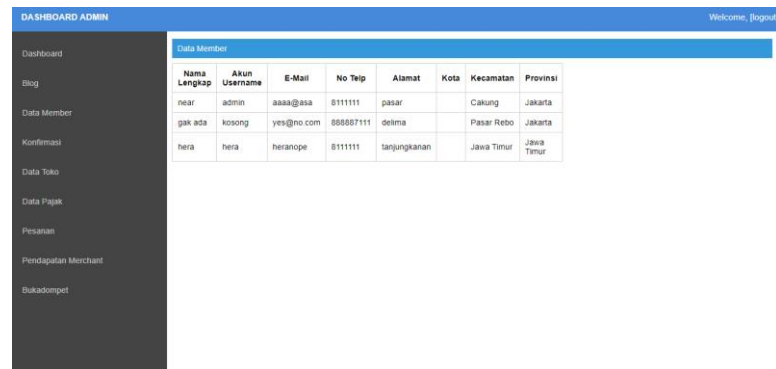 DASHBOARD ADMIN
Welcome, [logout
Dashboard
Blog
Data Member
Konfirmasi
Data Toko
Data Pajak
Pesanan
Pendapatan Merchant
Bukadompet
Data Member
Nama Lengkap Akun Username E-Mail No Telp Alamat Kota Kecamatan Provinsi
near admin aaaa@asa 8111111 pasar Cakung Jakarta
gak ada kosong yes@no.com 888887111 delima Pasar Rebo Jakarta
hera hera heranope 8111111 tanjungkanan Jawa Timur Jawa Timur